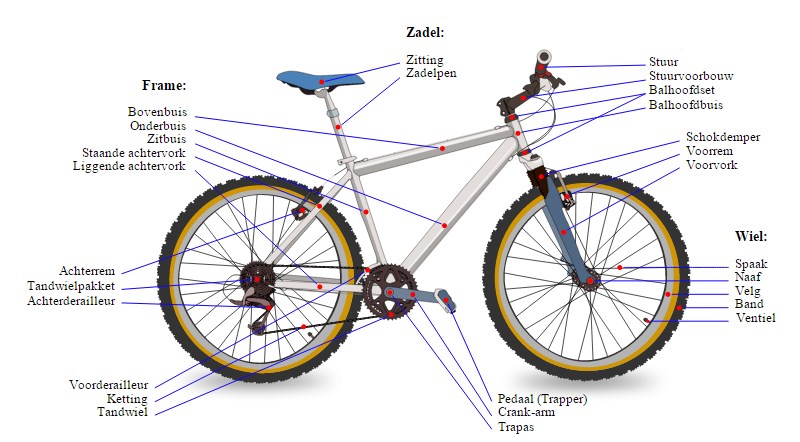 Zadel:
Zitting
Zadelpen
Frame:
Bovenbuis
Onderbuis
Zitbuis
Staande achtervork
Liggende achtervork
Stuur
Stuurvoorbouw
Balhoofdset
Balhoofdbuis
Schokdemper
Voorrem
Voorvork
Wiel:
Spaak
Naaf
Velg
Band
Ventiel
Achterrem
Tandwielpakket
Achterderailleur
Voorderailleur
Ketting
Tandwiel
Pedaal (Trapper)
Crank-arm
Trapas